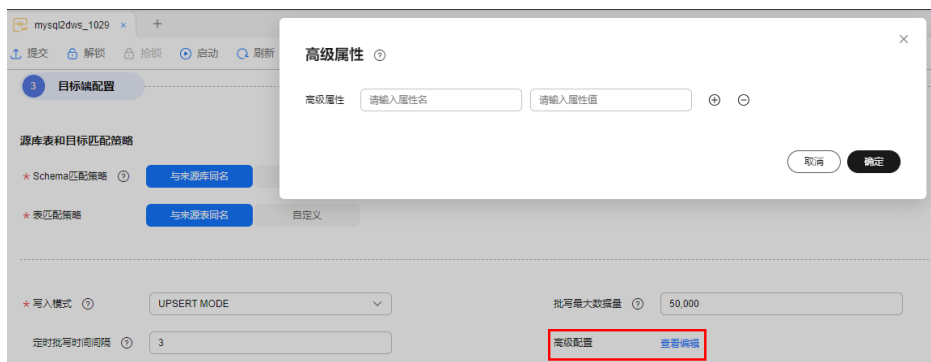 mysql2dws_1029 × +
提交 解锁 抢锁 启动 刷新
高级属性
高级属性 请输入属性名 请输入属性值
取消 确定
3 目标端配置
源库表和目标匹配策略
* Schema匹配策略 与来源库同名
* 表匹配策略 与来源表同名 自定义
* 写入模式 UPSERT MODE 批写最大数据量 50,000
定时批写时间间隔 3 高级配置 查看编辑